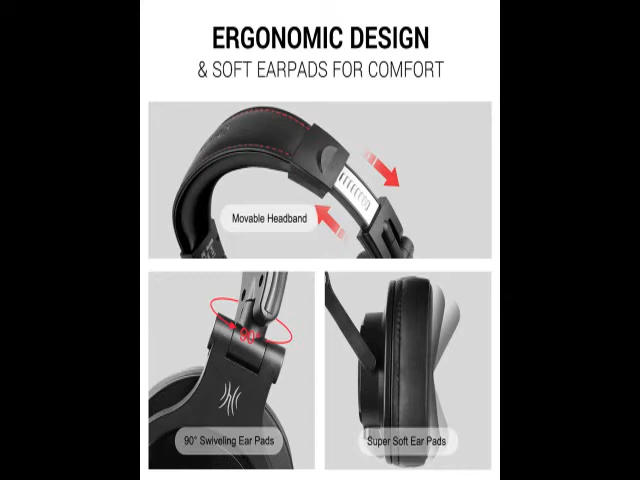 ERGONOMIC DESIGN
& SOFT EARPADS FOR COMFORT
Movable Headband
90°
90° Swiveling Ear Pads
Super Soft Ear Pads